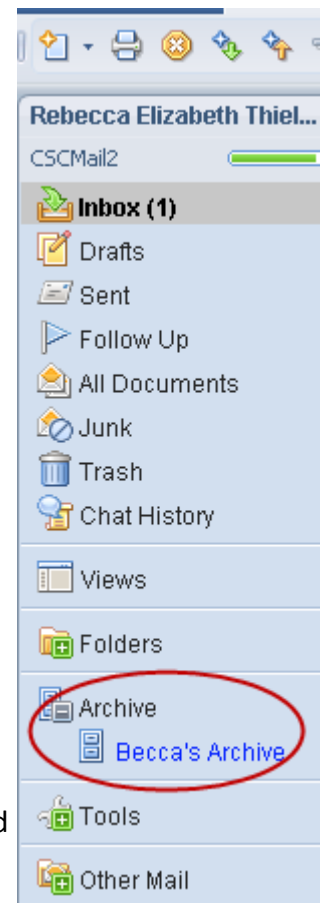 Rebecca Elizabeth Thiel...
CSCMail2
Inbox (1)
Drafts
Sent
Follow Up
All Documents
Junk
Trash
Chat History
Views
Folders
Archive
Becca's Archive
d
Tools
Other Mail